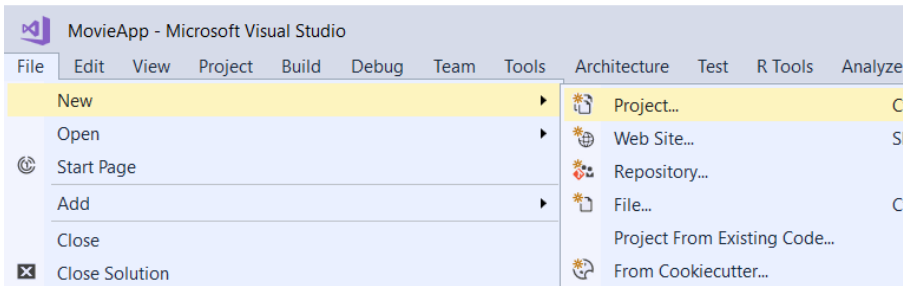 MovieApp - Microsoft Visual Studio
File Edit View Project Build Debug Team Tools Architecture Test R Tools Analyze
New
Open
Start Page
Add
Close
Close Solution
Project...
Web Site...
Repository...
File...
Project From Existing Code...
From Cookiecutter...